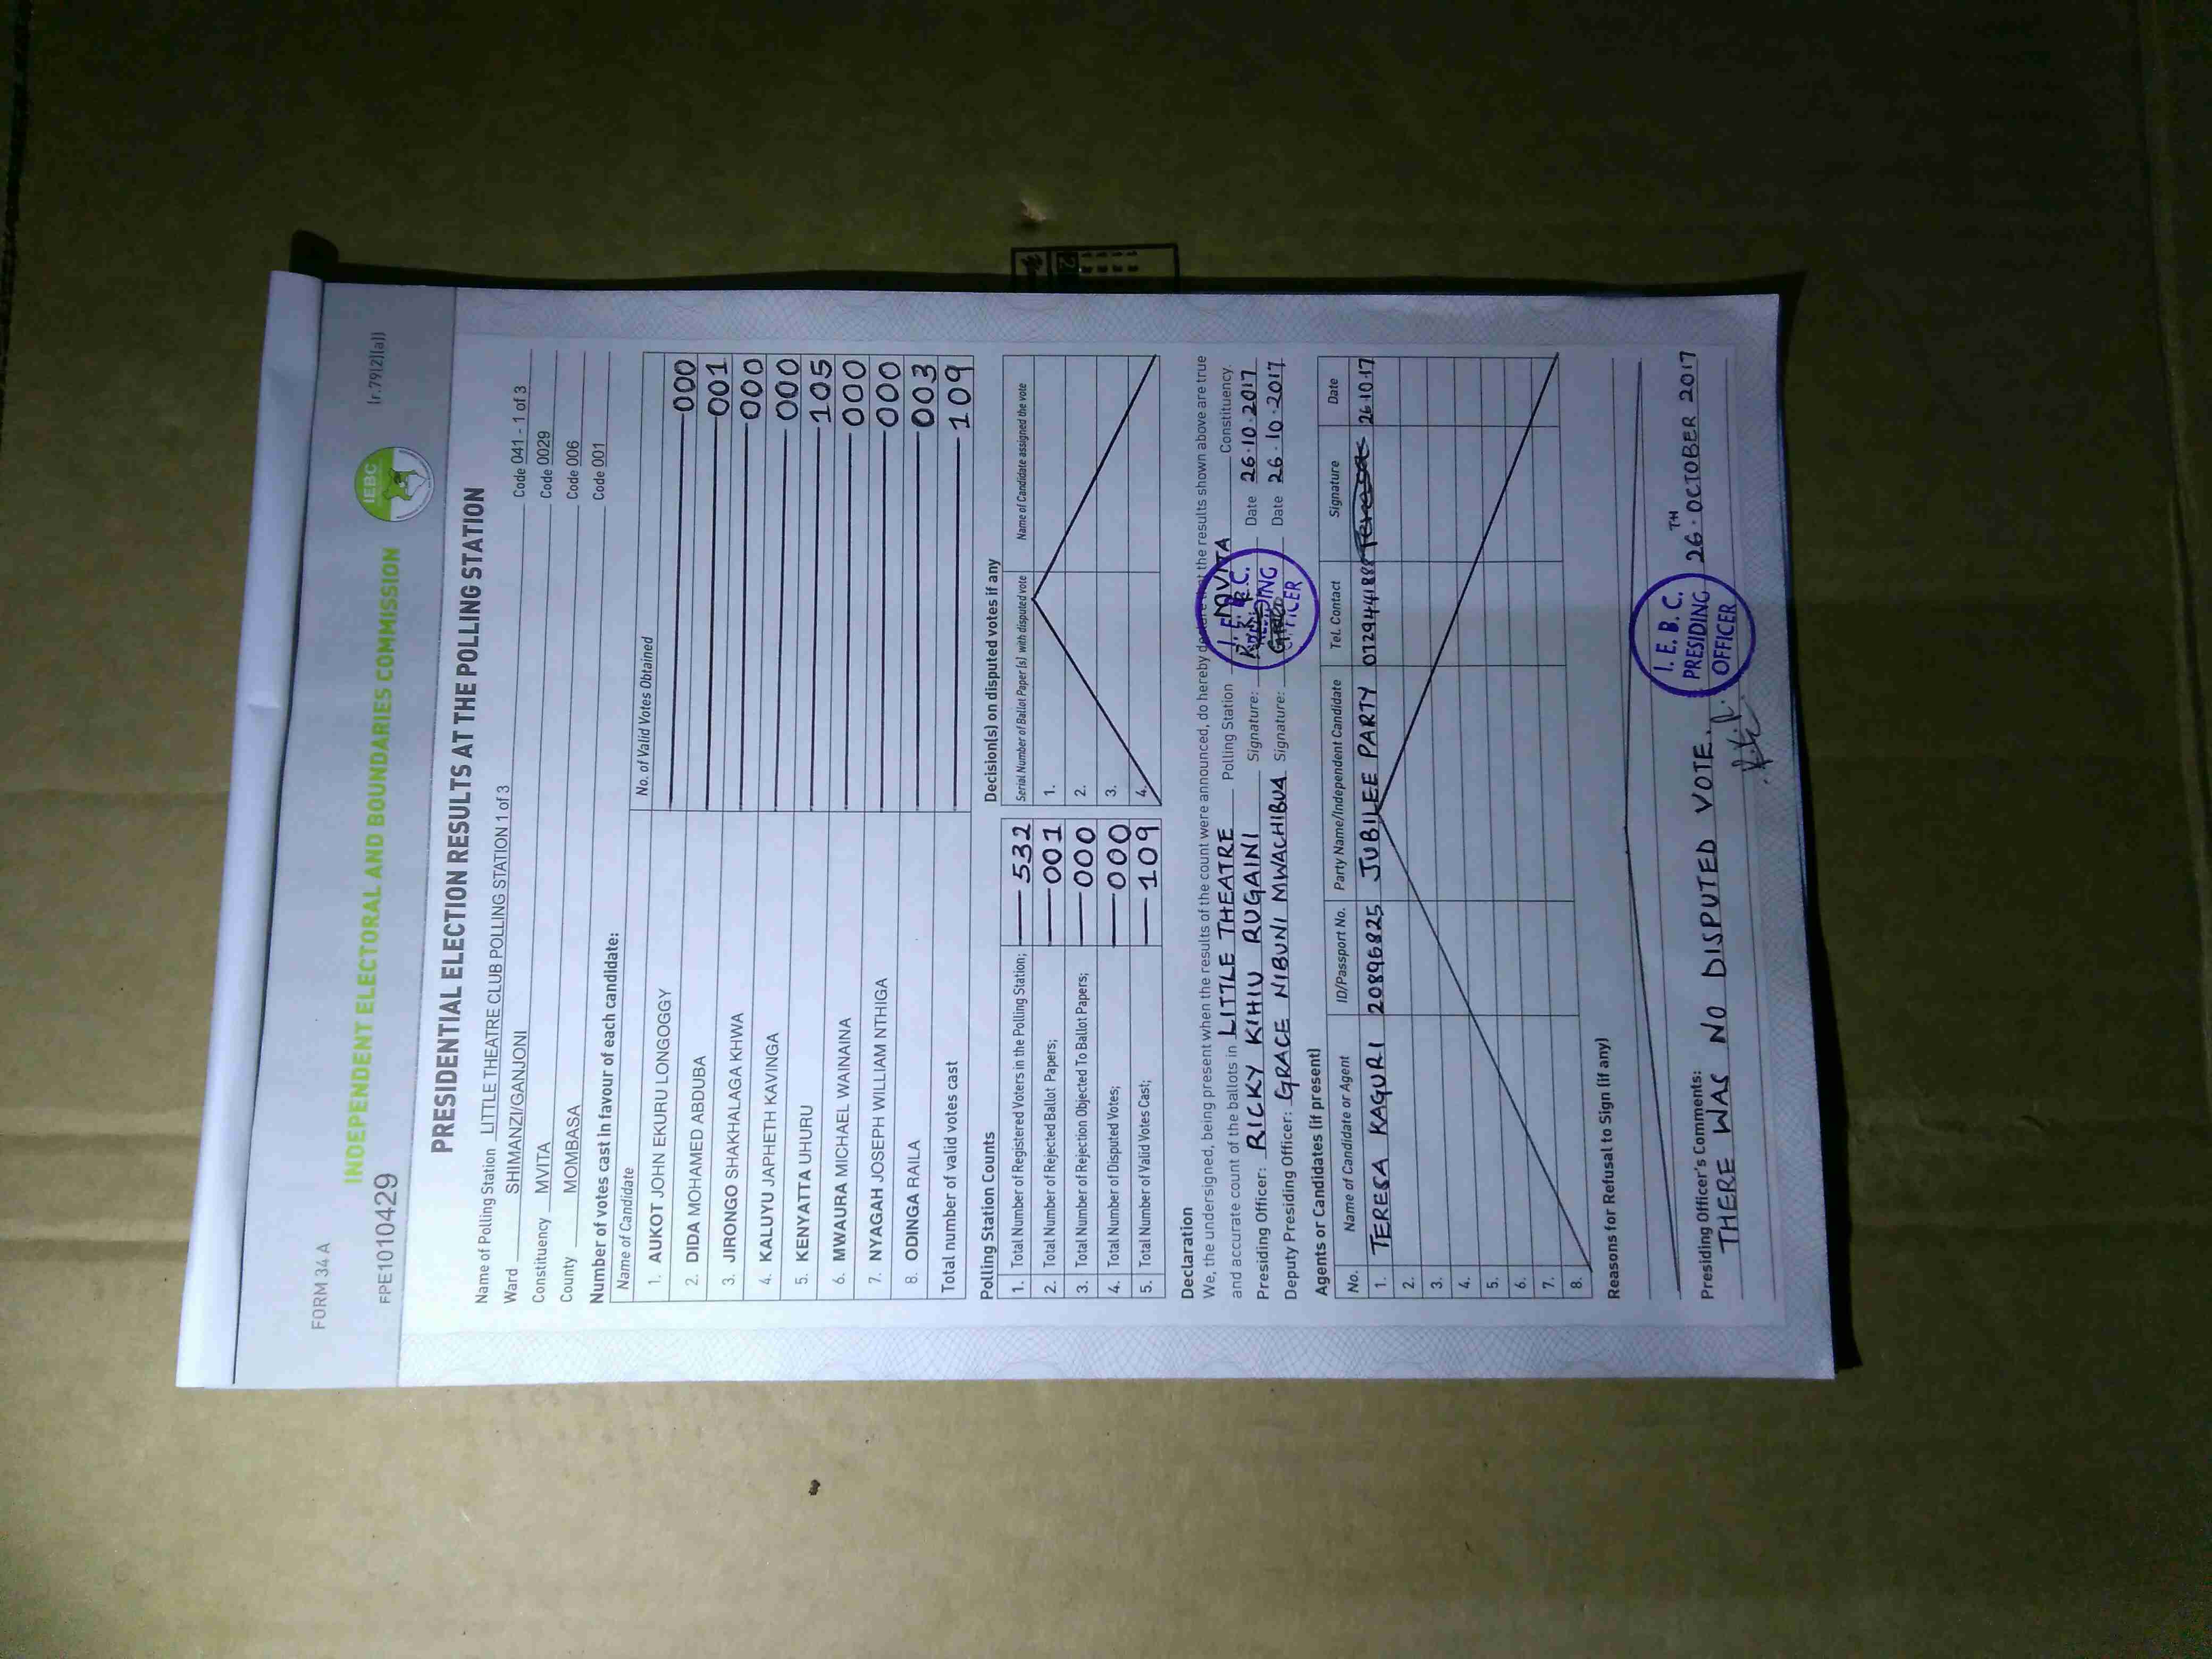 FORM 34 A
(r.79(2)(a))
INDEPENDENT ELECTORAL AND BOUNDARIES COMMISSION
IEBC
FPE1010429
PRESIDENTIAL ELECTION RESULTS AT THE POLLING STATION
Name of Polling Station LITTLE THEATRE CLUB POLLING STATION 1 of 3 Code 041 - 1 of 3
Ward SHIMANZI/GANJONI Code 0029
Constituency MVITA Code 006
County MOMBASA Code 001
Number of votes cast in favour of each candidate:
Name of Candidate No. of Valid Votes Obtained
1. AUKOT JOHN EKURU LONGOGGY 000
2. DIDA MOHAMED ABDUBA 001
3. JIRONGO SHAKHALAGA KHWA 000
4. KALUYU JAPHETH KAVINGA 000
5. KENYATTA UHURU 105
6. MWAURA MICHAEL WAINAINA 000
7. NYAGAH JOSEPH WILLIAM NTHIGA 000
8. ODINGA RAILA 003
Total number of valid votes cast 109
Polling Station Counts
1. Total Number of Registered Voters in the Polling Station; 532
2. Total Number of Rejected Ballot Papers; 001
3. Total Number of Rejection Objected To Ballot Papers; 000
4. Total Number of Disputed Votes; 000
5. Total Number of Valid Votes Cast; 109
Decision(s) on disputed votes if any
Serial Number of Ballot Paper (s) with disputed vote Name of Candidate assigned the vote
1.
2.
3.
4.
Declaration
We, the undersigned, being present when the results of the count were announced, do hereby declare that the results shown above are true
and accurate count of the ballots in LITTLE THEATRE Polling Station MVITA Constituency.
Presiding Officer: RICKY KIHIU RUGAINI Signature: Date 26.10.2017
Deputy Presiding Officer: GRACE NIBUNI MWACHIBUA Signature: Date 26.10.2017
I. E. B. C.
PRESIDING
OFFICER
Agents or Candidates (if present)
No. Name of Candidate or Agent ID/Passport No. Party Name/Independent Candidate Tel. Contact Signature Date
1. TERESA KAGURI 20896825 JUBILEE PARTY 26.10.17
2.
3.
4.
5.
6.
7.
8.
Reasons for Refusal to Sign (if any)
Presiding Officer's Comments:
THERE WAS NO DISPUTED VOTE.
I. E. B. C.
PRESIDING
OFFICER
26TH OCTOBER 2017